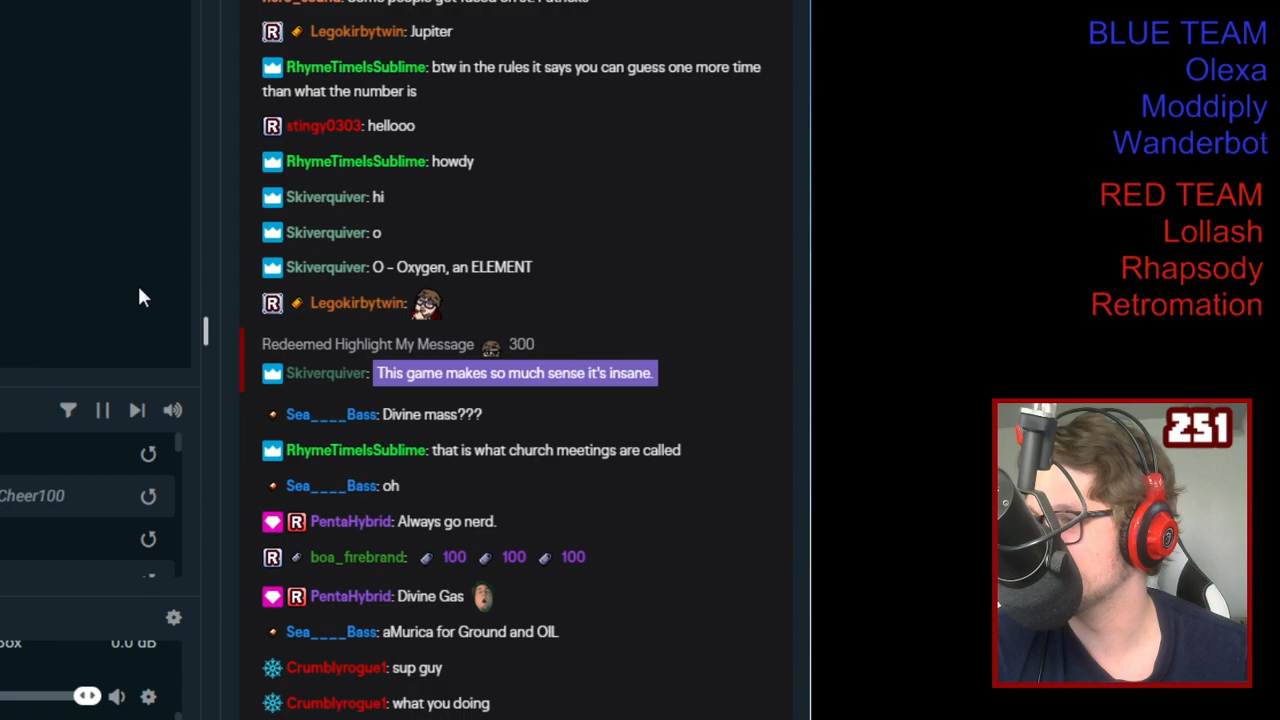 Legokirbytwin: Jupiter
RhymeTimeIsSublime: btw in the rules it says you can guess one more time
than what the number is
stingy0303: hellooo
RhymeTimeIsSublime: howdy
Skiverquiver: hi
Skiverquiver: o
Skiverquiver: O - Oxygen, an ELEMENT
Legokirbytwin:
Redeemed Highlight My Message 300
Skiverquiver: This game makes so much sense it's insane.
Sea____Bass: Divine mass???
RhymeTimeIsSublime: that is what church meetings are called
Sea____Bass: oh
PentaHybrid: Always go nerd.
boa_firebrand: 100 100 100
PentaHybrid: Divine Gas
Sea____Bass: aMurica for Ground and OIL
Crumblyrogue1: sup guy
Crumblyrogue1: what you doing
Cheer100
0.0 dB
BLUE TEAM
Olexa
Moddiply
Wanderbot
RED TEAM
Lollash
Rhapsody
Retromation
251